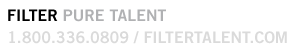 FILTER PURE TALENT
1.800.336.0809 / FILTERTALENT.COM